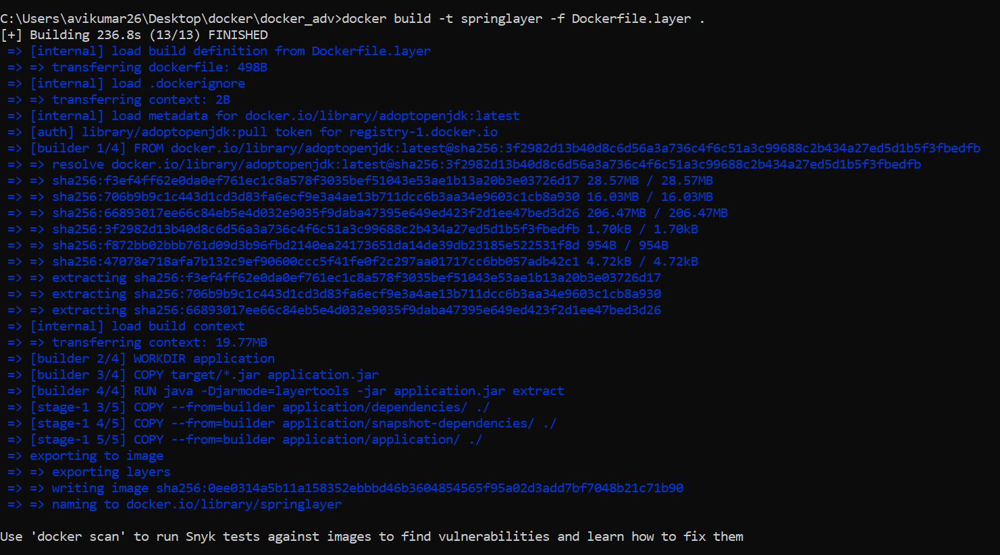 C:\Users\avikumar26\Desktop\docker\docker_adv>docker build -t springlayer -f Dockerfile.layer .
[+] Building 236.8s (13/13) FINISHED
=> [internal] load build definition from Dockerfile.layer
=> => transferring dockerfile: 498B
=> [internal] load .dockerignore
=> => transferring context: 2B
=> [internal] load metadata for docker.io/library/adoptopenjdk:latest
=> [auth] library/adoptopenjdk:pull token for registry-1.docker.io
=> [builder 1/4] FROM docker.io/library/adoptopenjdk:latest@sha256:3f2982d13b40d8c6d56a3a736c4f6c51a3c99688c2b434a27ed5d1b5f3fbedfb
=> => resolve docker.io/library/adoptopenjdk:latest@sha256:3f2982d13b40d8c6d56a3a736c4f6c51a3c99688c2b434a27ed5d1b5f3fbedfb
=> => sha256:f3ef4ff62e0da0ef761ec1c8a578f3035bef51043e53ae1b13a20b3e03726d17 28.57MB / 28.57MB
=> => sha256:706b9b9c1c443d1cd3d83fa6ecf9e3a4ae13b711dcc6b3aa34e9603c1cb8a930 16.03MB / 16.03MB
=> => sha256:66893017ee66c84eb5e4d032e9035f9daba47395e649ed423f2d1ee47bed3d26 206.47MB / 206.47MB
=> => sha256:3f2982d13b40d8c6d56a3a736c4f6c51a3c99688c2b434a27ed5d1b5f3fbedfb 1.70kB / 1.70kB
=> => sha256:f872bb02bbb761d09d3b96fbd2140ea24173651da14de39db23185e522531f8d 954B / 954B
=> => sha256:47078e718afa7b132c9ef90600ccc5f41fe0f2c297aa01717cc6bb057adb42c1 4.72kB / 4.72kB
=> => extracting sha256:f3ef4ff62e0da0ef761ec1c8a578f3035bef51043e53ae1b13a20b3e03726d17
=> => extracting sha256:706b9b9c1c443d1cd3d83fa6ecf9e3a4ae13b711dcc6b3aa34e9603c1cb8a930
=> => extracting sha256:66893017ee66c84eb5e4d032e9035f9daba47395e649ed423f2d1ee47bed3d26
=> [internal] load build context
=> => transferring context: 19.77MB
=> [builder 2/4] WORKDIR application
=> [builder 3/4] COPY target/*.jar application.jar
=> [builder 4/4] RUN java -Djarmode=layertools -jar application.jar extract
=> [stage-1 3/5] COPY --from=builder application/dependencies/ ./
=> [stage-1 4/5] COPY --from=builder application/snapshot-dependencies/ ./
=> [stage-1 5/5] COPY --from=builder application/application/ ./
=> exporting to image
=> => exporting layers
=> => writing image sha256:0ee0314a5b11a158352ebbbd46b3604854565f95a02d3add7bf7048b21c71b90
=> => naming to docker.io/library/springlayer
Use 'docker scan' to run Snyk tests against images to find vulnerabilities and learn how to fix them